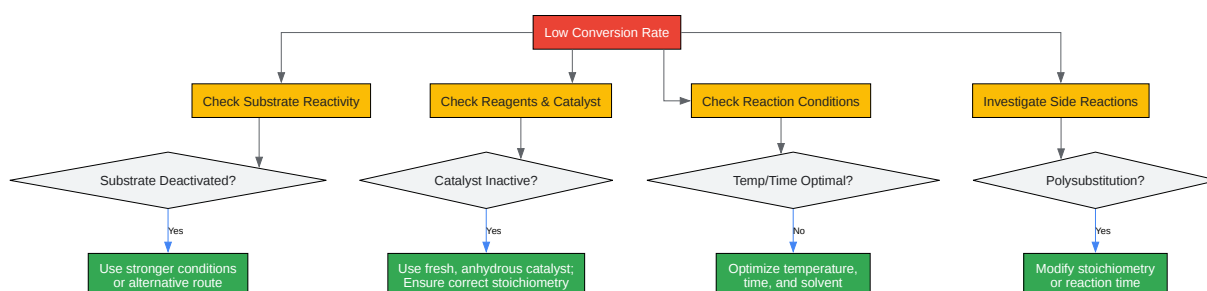 Low Conversion Rate
Check Substrate Reactivity
Check Reagents & Catalyst
Check Reaction Conditions
Investigate Side Reactions
Substrate Deactivated?
Catalyst Inactive?
Temp/Time Optimal?
Polysubstitution?
Yes
Yes
No
Yes
Use stronger conditions
or alternative route
Use fresh, anhydrous catalyst;
Ensure correct stoichiometry
Optimize temperature,
time, and solvent
Modify stoichiometry
or reaction time